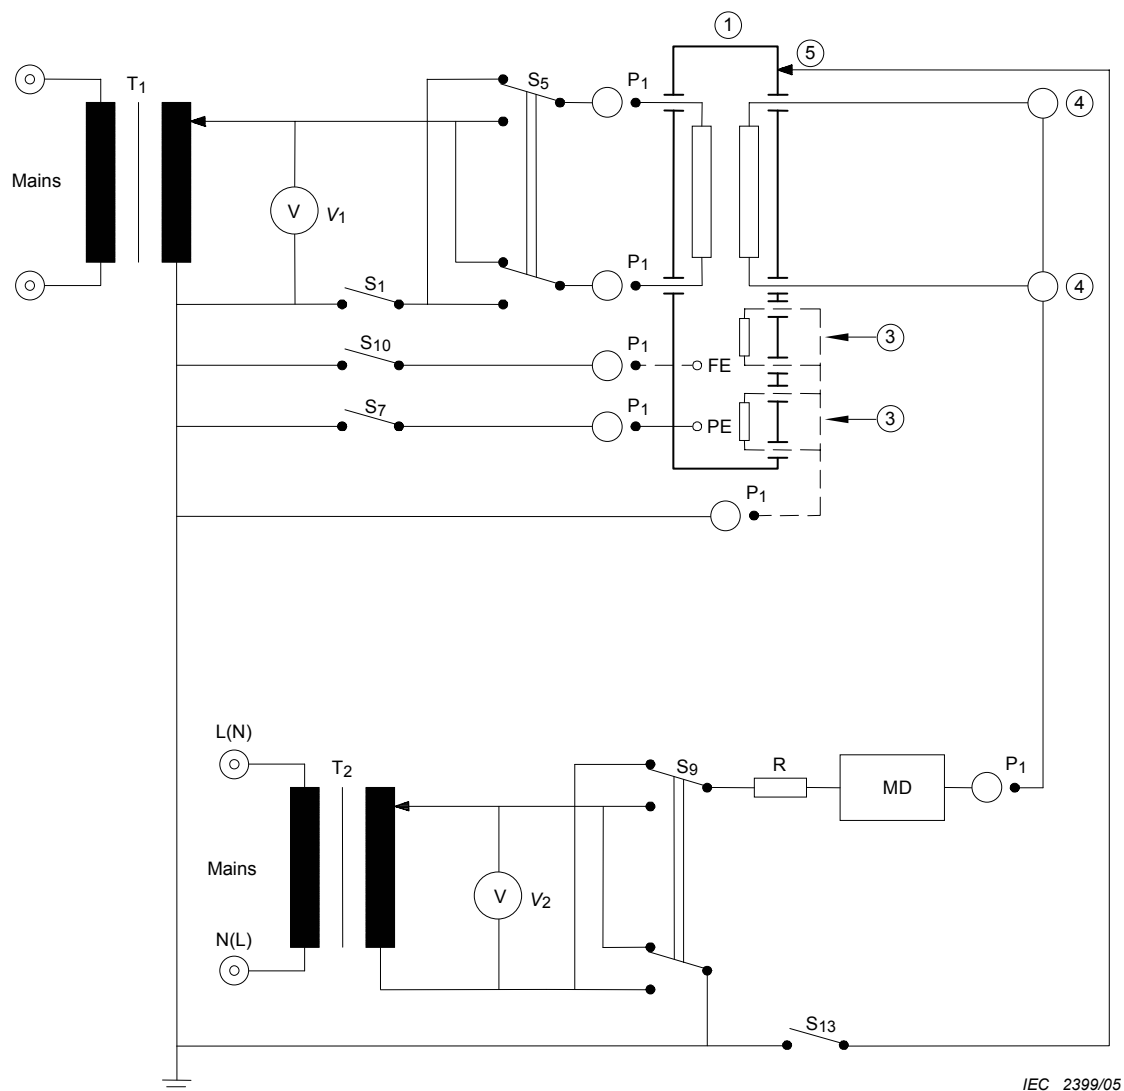 1
5
T1
S5
P1
4
Mains
V
V1
S1
P1
4
S10
P1
FE
3
S7
P1
PE
3
P1
L(N)
T2
S9
R
MD
P1
Mains
V
V2
N(L)
S13
IEC 2399/05